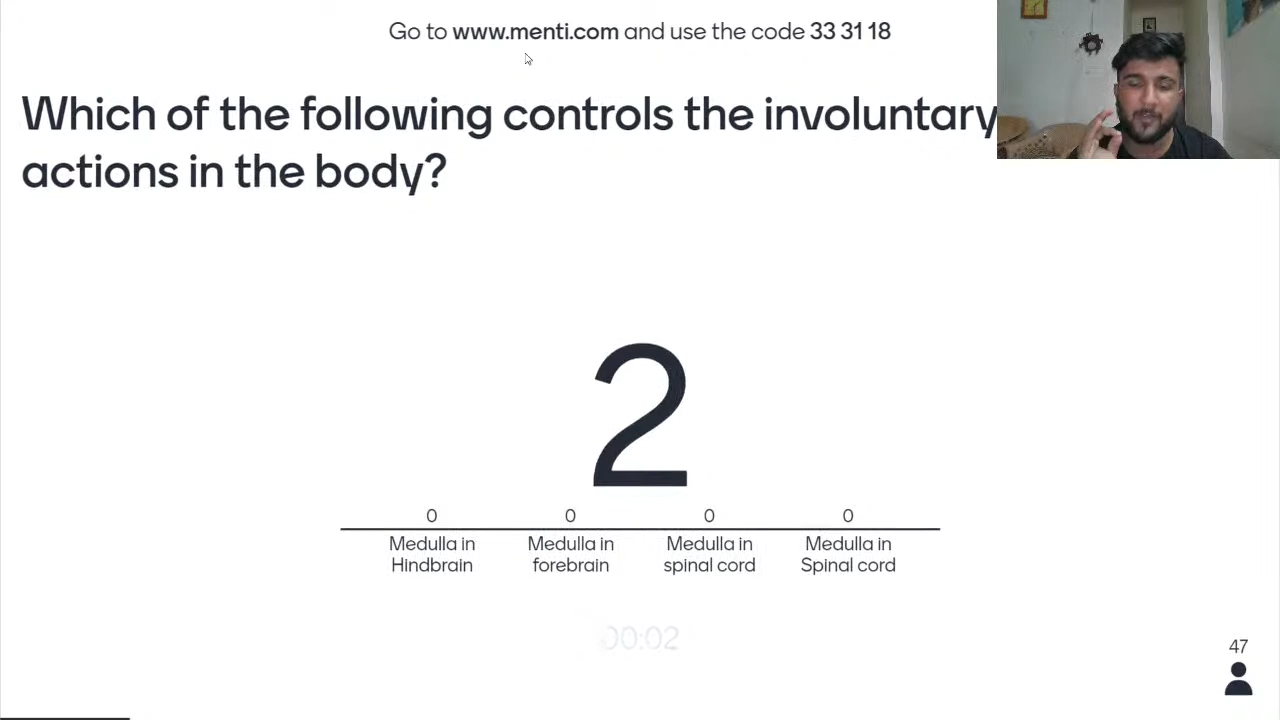 Go to www.menti.com and use the code 33 31 18
Which of the following controls the involuntary
actions in the body?
2
0 0 0 0
Medulla in Medulla in Medulla in Medulla in
Hindbrain forebrain spinal cord Spinal cord
00:02
47